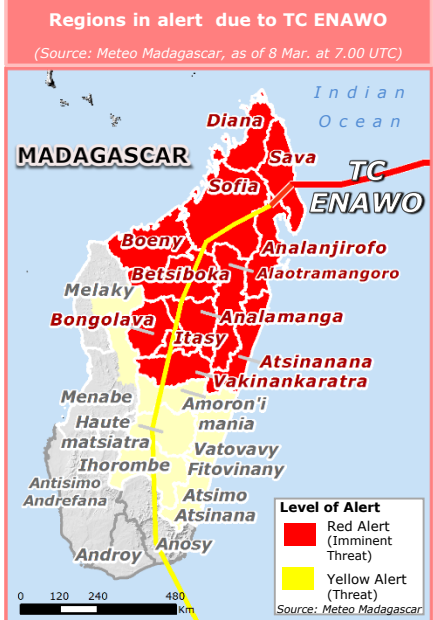 Regions in alert due to TC ENAWO
(Source: Meteo Madagascar, as of 8 Mar. at 7.00 UTC)
Indian
Ocean
Diana
MADAGASCAR
Sava
TC
ENAWO
Sofia
Boeny
Analanjirofo
Betsiboka
Alaotramangoro
Melaky
Bongolava
Analamanga
Itasy
Atsinanana
Vakinankaratra
Menabe
Amoron'i
mania
Haute
matsiatra
Vatovavy
Fitovinany
Ihorombe
Antisimo
Andrefana
Atsimo
Atsinana
Anosy
Androy
Level of Alert
Red Alert
(Imminent
Threat)
Yellow Alert
(Threat)
Source: Meteo Madagascar
0 120 240 480
Km